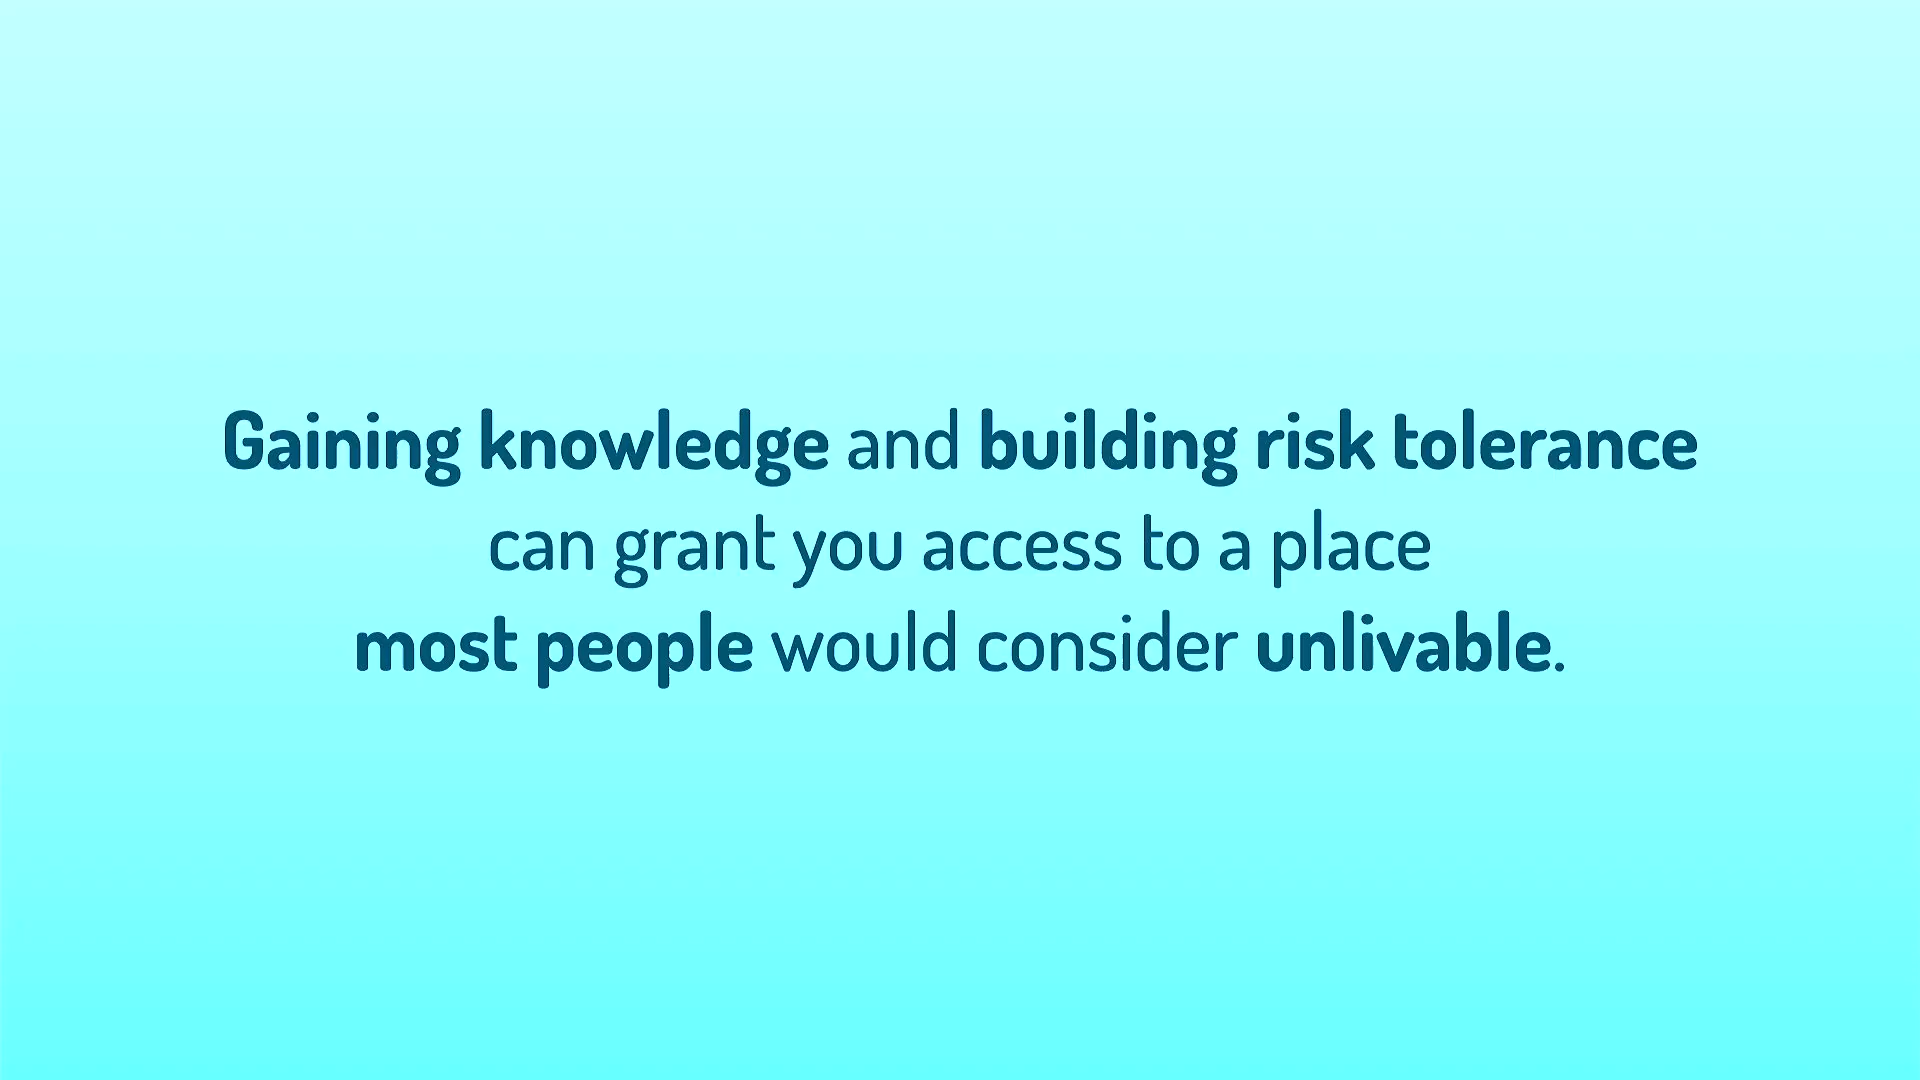 Gaining knowledge and building risk tolerance
can grant you access to a place
most people would consider unlivable.